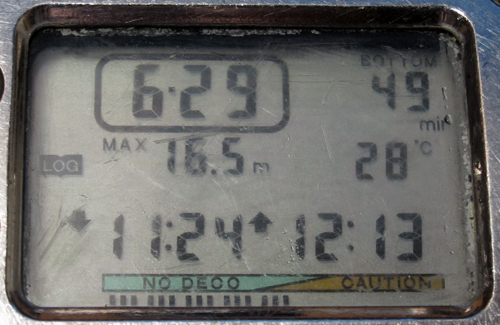 BOTTOM
6-29 49
min
MAX 16.5 m 28 °C
LOG
11:24 12:13
NO DECO CAUTION